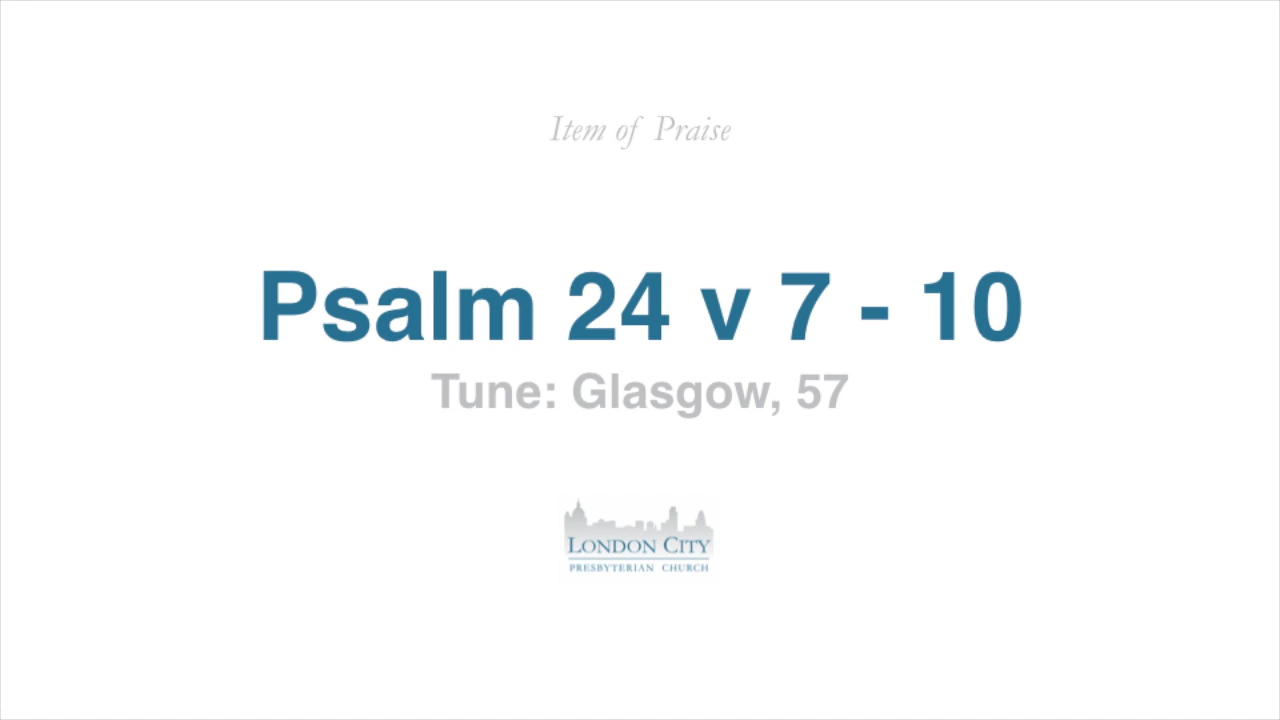 Item of Praise
Psalm 24 v 7 - 10
Tune: Glasgow, 57
LONDON CITY
PRESBYTERIAN CHURCH